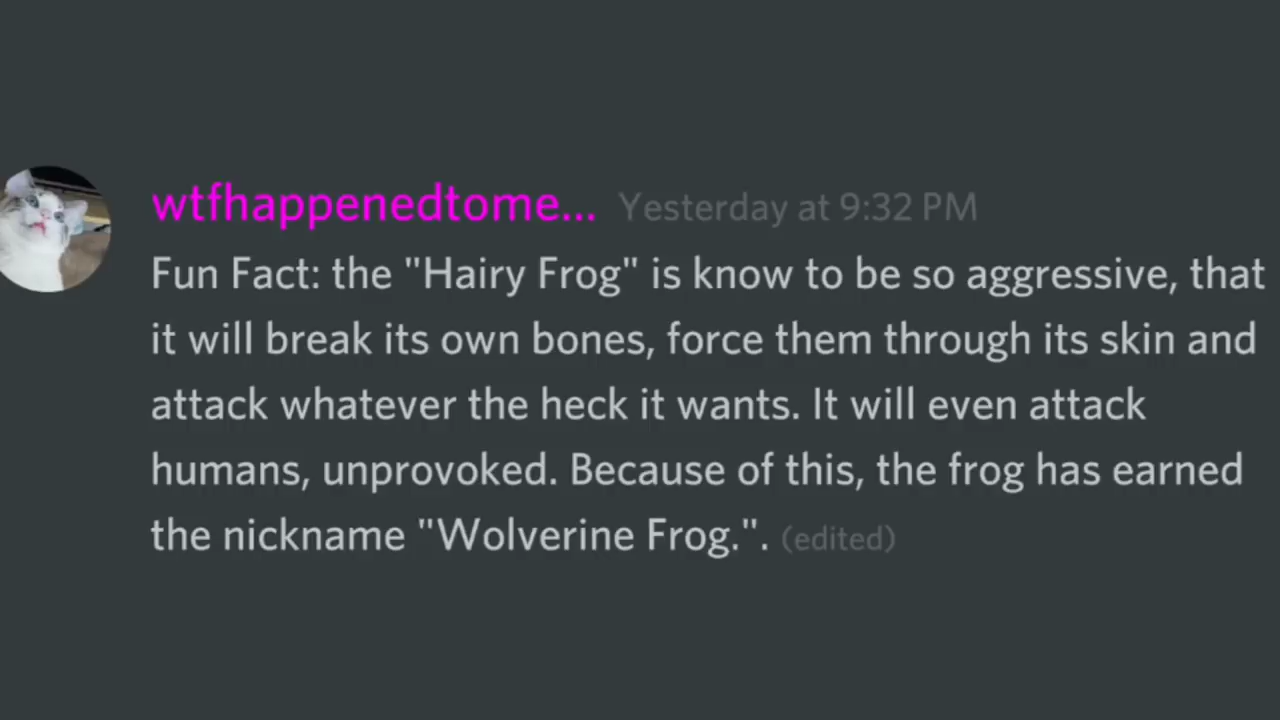 wtfhappenedtome... Yesterday at 9:32 PM
Fun Fact: the "Hairy Frog" is know to be so aggressive, that
it will break its own bones, force them through its skin and
attack whatever the heck it wants. It will even attack
humans, unprovoked. Because of this, the frog has earned
the nickname "Wolverine Frog.". (edited)